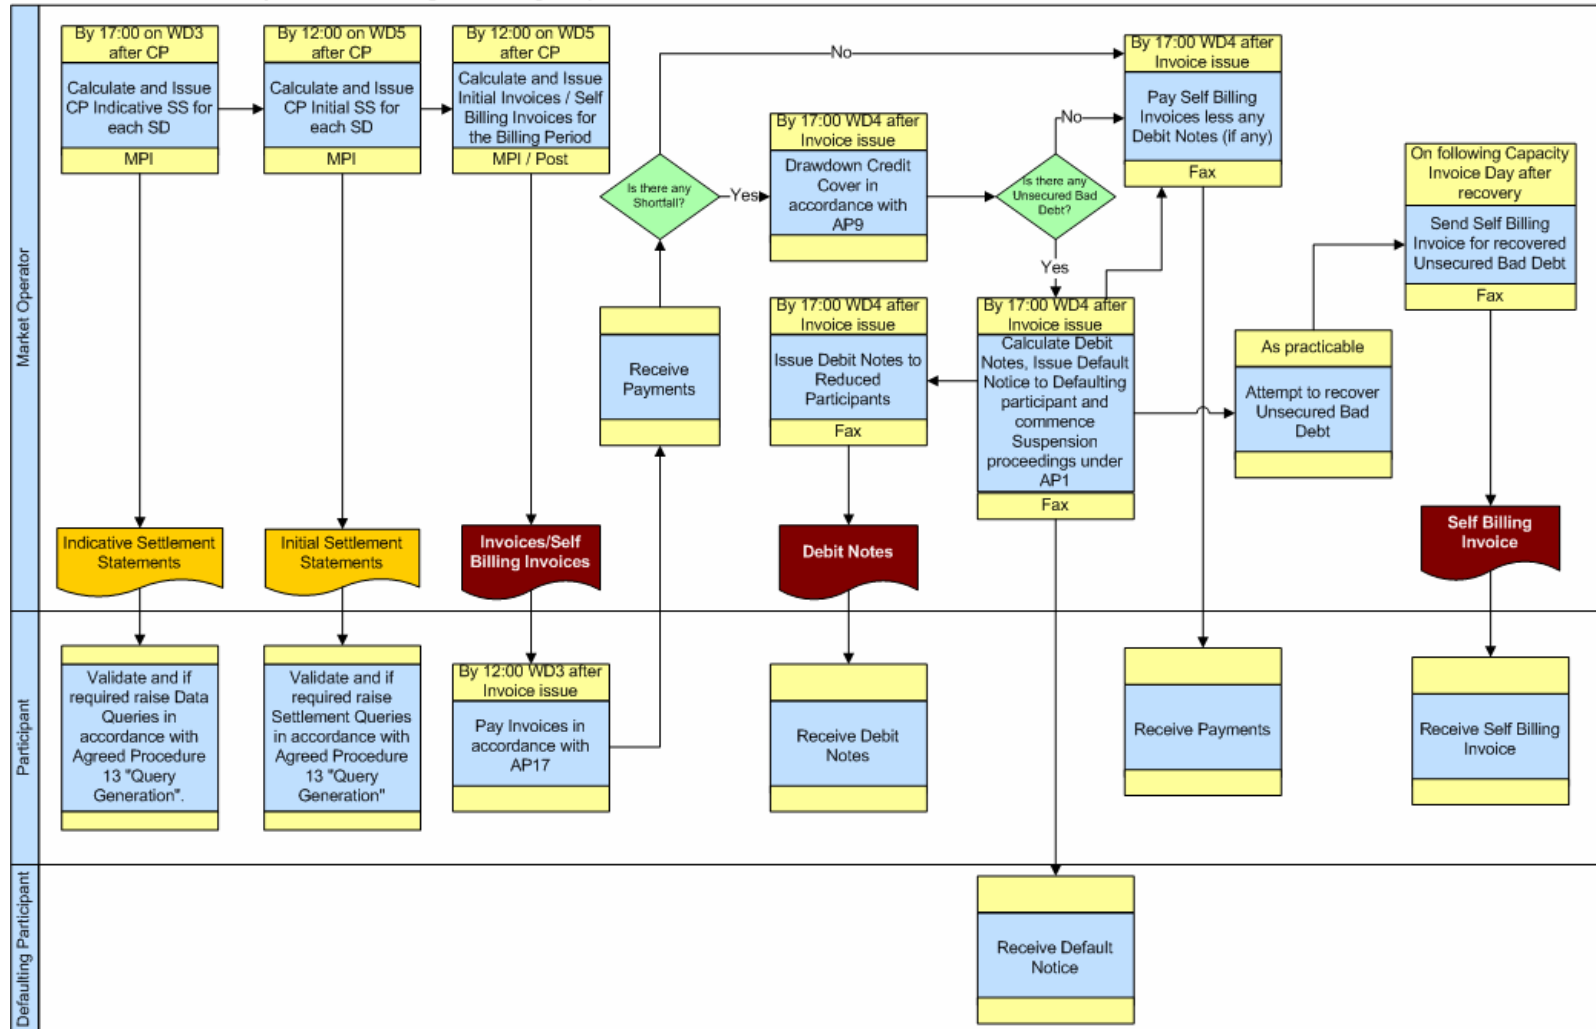 Market Operator
By 17:00 on WD3
after CP
Calculate and Issue
CP Indicative SS for
each SD
MPI
By 12:00 on WD5
after CP
Calculate and Issue
CP Initial SS for
each SD
MPI
By 12:00 on WD5
after CP
Calculate and Issue
Initial Invoices / Self
Billing Invoices for
the Billing Period
MPI / Post
Is there any
Shortfall?
No
Yes
By 17:00 WD4 after
Invoice issue
Drawdown Credit
Cover in
accordance with
AP9
Is there any
Unsecured Bad
Debt?
No
Yes
By 17:00 WD4 after
Invoice issue
Pay Self Billing
Invoices less any
Debit Notes (if any)
Fax
On following Capacity
Invoice Day after
recovery
Send Self Billing
Invoice for recovered
Unsecured Bad Debt
Fax
Receive
Payments
By 17:00 WD4 after
Invoice issue
Issue Debit Notes to
Reduced
Participants
Fax
By 17:00 WD4 after
Invoice issue
Calculate Debit
Notes, Issue Default
Notice to Defaulting
participant and
commence
Suspension
proceedings under
AP1
Fax
As practicable
Attempt to recover
Unsecured Bad
Debt
Indicative Settlement
Statements
Initial Settlement
Statements
Invoices/Self
Billing Invoices
Debit Notes
Self Billing
Invoice
Participant
Validate and if
required raise Data
Queries in
accordance with
Agreed Procedure
13 "Query
Generation".
Validate and if
required raise
Settlement Queries
in accordance with
Agreed Procedure
13 "Query
Generation"
By 12:00 WD3 after
Invoice issue
Pay Invoices in
accordance with
AP17
Receive Debit
Notes
Receive Payments
Receive Self Billing
Invoice
Defaulting Participant
Receive Default
Notice